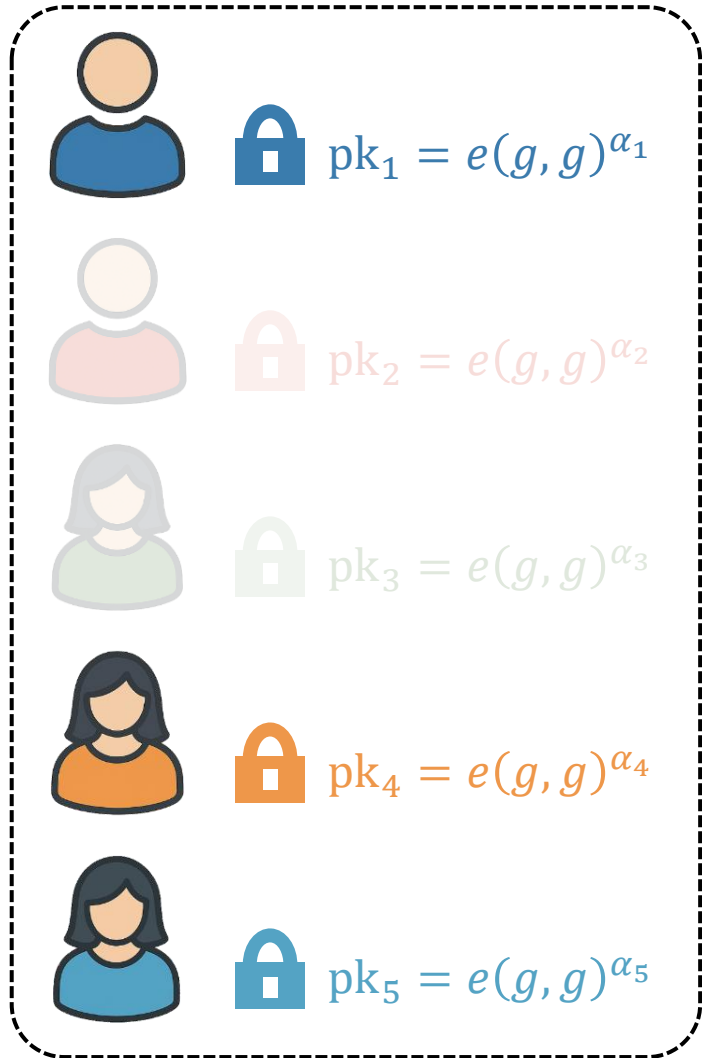 pk₁ = e(g, g)^α₁
pk₂ = e(g, g)^α₂
pk₃ = e(g, g)^α₃
pk₄ = e(g, g)^α₄
pk₅ = e(g, g)^α₅